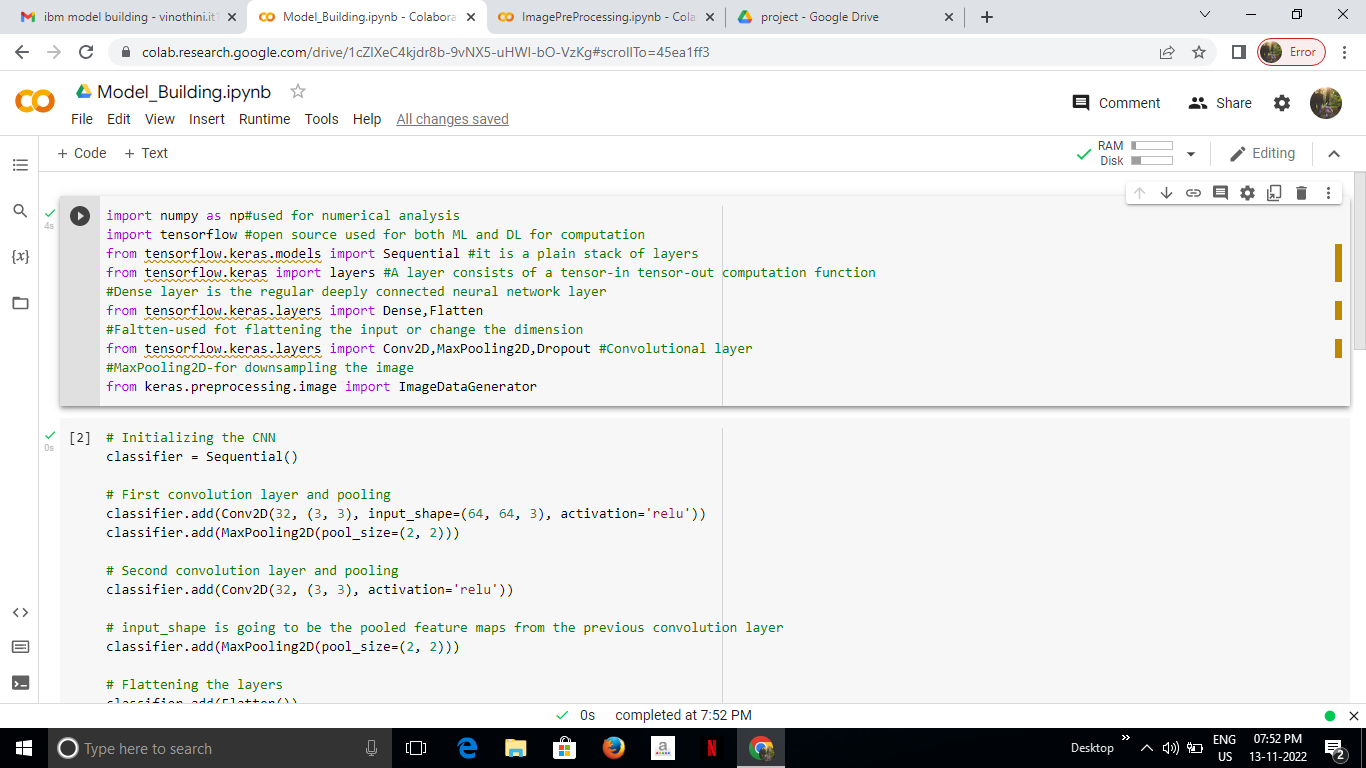 ibm model building - vinothini.it1
Model_Building.ipynb - Colabora
ImagePreProcessing.ipynb - Cola
project - Google Drive
colab.research.google.com/drive/1cZlXeC4kjdr8b-9vNX5-uHWI-bO-VzKg#scrollTo=45ea1ff3
Error
Model_Building.ipynb
File Edit View Insert Runtime Tools Help All changes saved
Comment Share
+ Code + Text
RAM
Disk
Editing
4s
import numpy as np#used for numerical analysis
import tensorflow #open source used for both ML and DL for computation
from tensorflow.keras.models import Sequential #it is a plain stack of layers
from tensorflow.keras import layers #A layer consists of a tensor-in tensor-out computation function
#Dense layer is the regular deeply connected neural network layer
from tensorflow.keras.layers import Dense,Flatten
#Faltten-used fot flattening the input or change the dimension
from tensorflow.keras.layers import Conv2D,MaxPooling2D,Dropout #Convolutional layer
#MaxPooling2D-for downsampling the image
from keras.preprocessing.image import ImageDataGenerator
0s
[2] # Initializing the CNN
classifier = Sequential()
# First convolution layer and pooling
classifier.add(Conv2D(32, (3, 3), input_shape=(64, 64, 3), activation='relu'))
classifier.add(MaxPooling2D(pool_size=(2, 2)))
# Second convolution layer and pooling
classifier.add(Conv2D(32, (3, 3), activation='relu'))
# input_shape is going to be the pooled feature maps from the previous convolution layer
classifier.add(MaxPooling2D(pool_size=(2, 2)))
# Flattening the layers
classifier.add(Flatten())
{x}
0s completed at 7:52 PM
Type here to search
a
N
Desktop
ENG
US
07:52 PM
13-11-2022
2